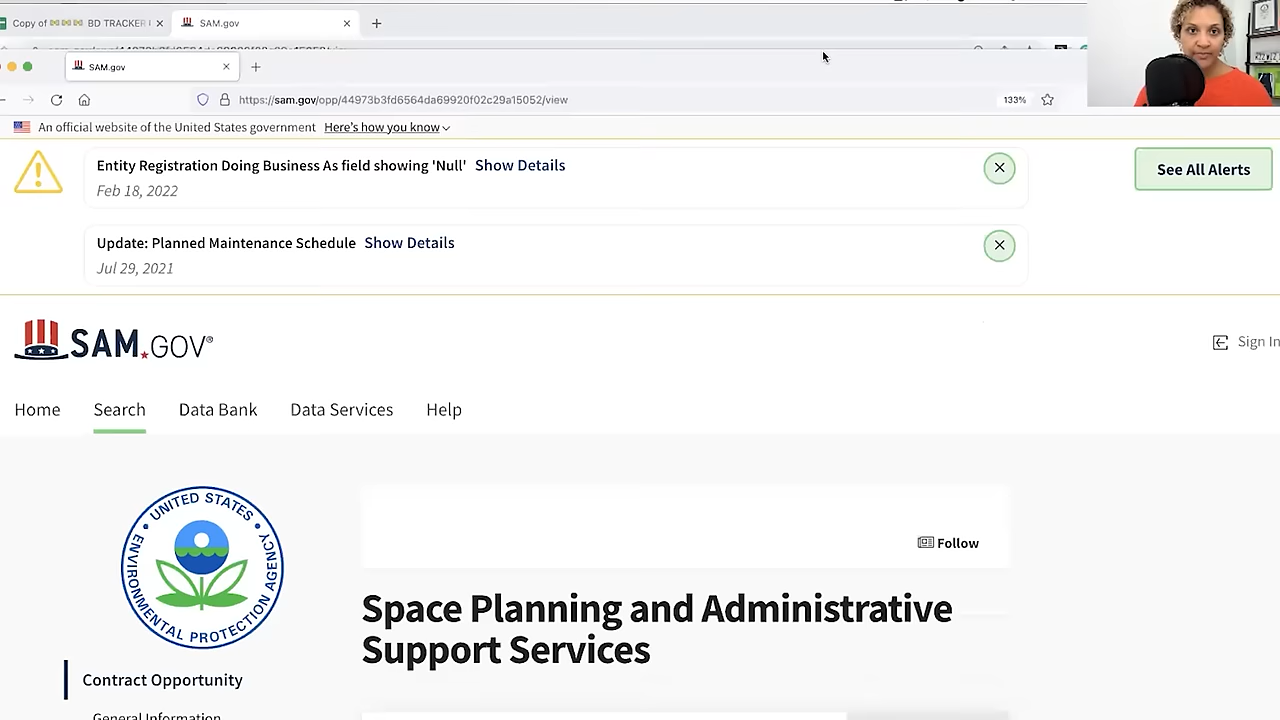 Copy of BD TRACKER
SAM.gov
SAM.gov
https://sam.gov/opp/44973b3fd6564da69920f02c29a15052/view
133%
An official website of the United States government Here's how you know
Entity Registration Doing Business As field showing 'Null' Show Details
Feb 18, 2022
See All Alerts
Update: Planned Maintenance Schedule Show Details
Jul 29, 2021
SAM.GOV®
Sign In
Home Search Data Bank Data Services Help
UNITED STATES
ENVIRONMENTAL PROTECTION AGENCY
Follow
Space Planning and Administrative
Support Services
Contract Opportunity
General Information